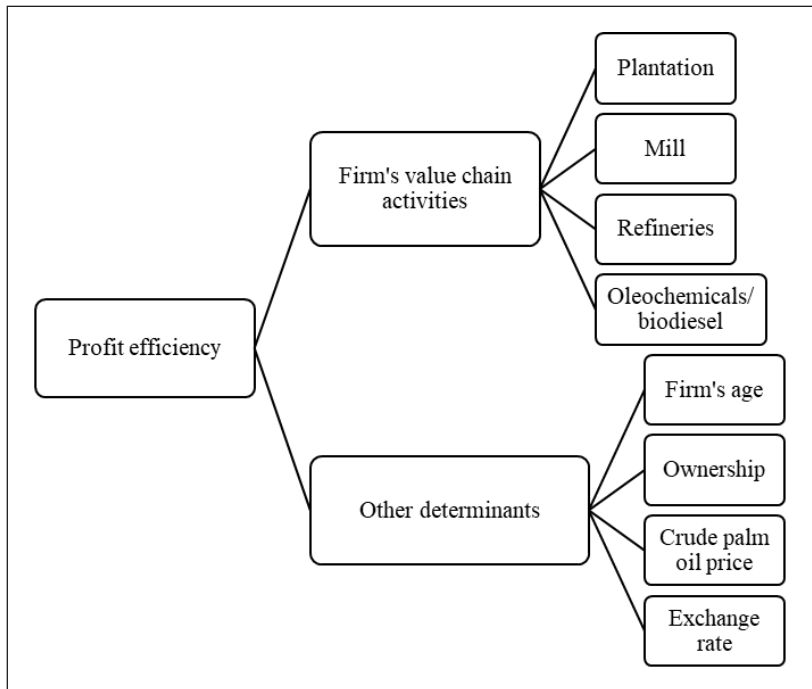 Profit efficiency
Firm's value chain
activities
Plantation
Mill
Refineries
Oleochemicals/
biodiesel
Other determinants
Firm's age
Ownership
Crude palm
oil price
Exchange
rate